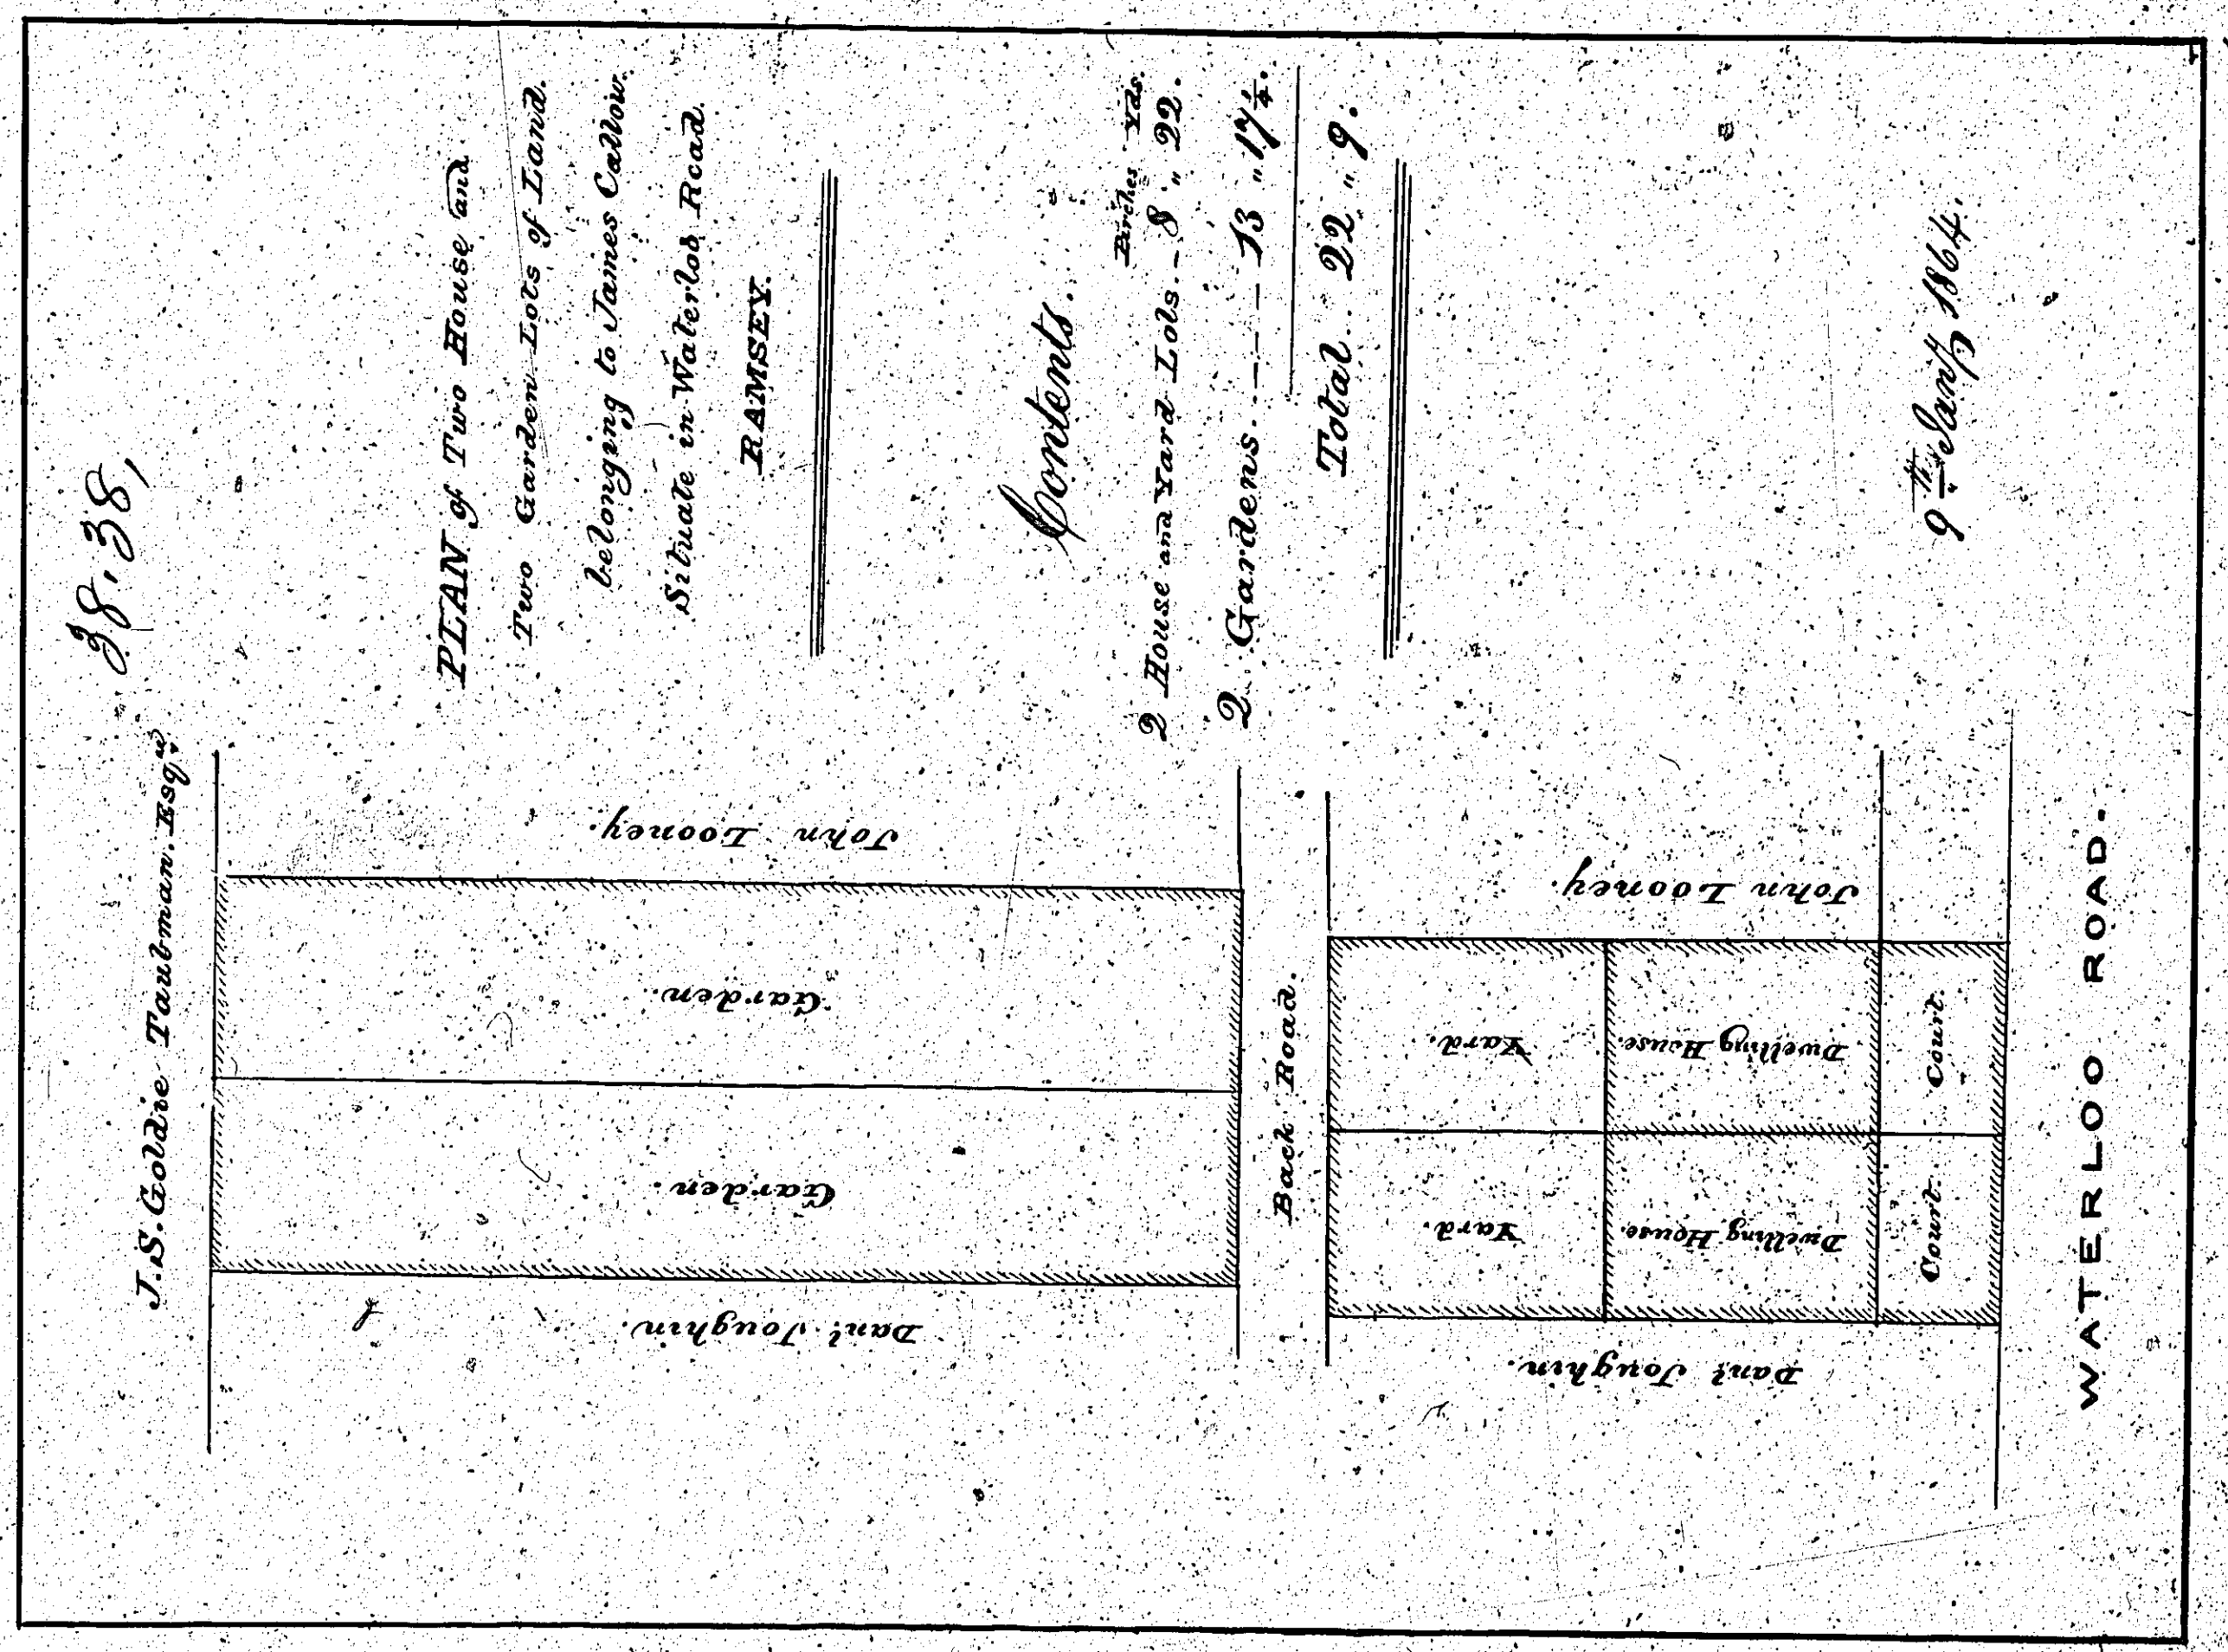 38, 38,
J. S. Goldie Taubman. Esqre
PLAN of Two House and
Two Garden Lots of Land.
belonging to James Callow.
Situate in Waterloo Road.
RAMSEY.
John Looney.
Garden.
Garden.
Danl. Joughin.
Contents.
Perches Yds.
2 House and Yard Lots. - 8 " 22.
2 Gardens. - - - - 13 " 17¼.
Total. 22 " 9.
Back Road.
John Looney.
Yard.
Dwelling House.
Court.
Yard.
Dwelling House.
Court.
Danl. Joughin.
WATERLOO ROAD.
9th Jany 1864.